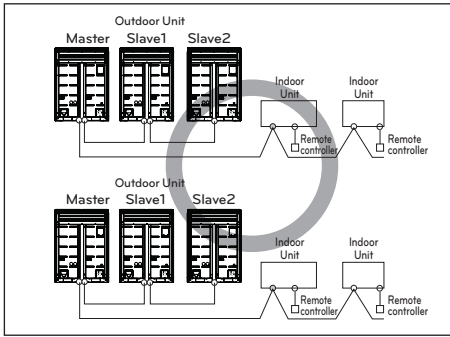 Outdoor Unit
Master Slave1 Slave2
Indoor
Unit
Indoor
Unit
Remote
controller
Remote
controller
Outdoor Unit
Master Slave1 Slave2
Indoor
Unit
Indoor
Unit
Remote
controller
Remote
controller